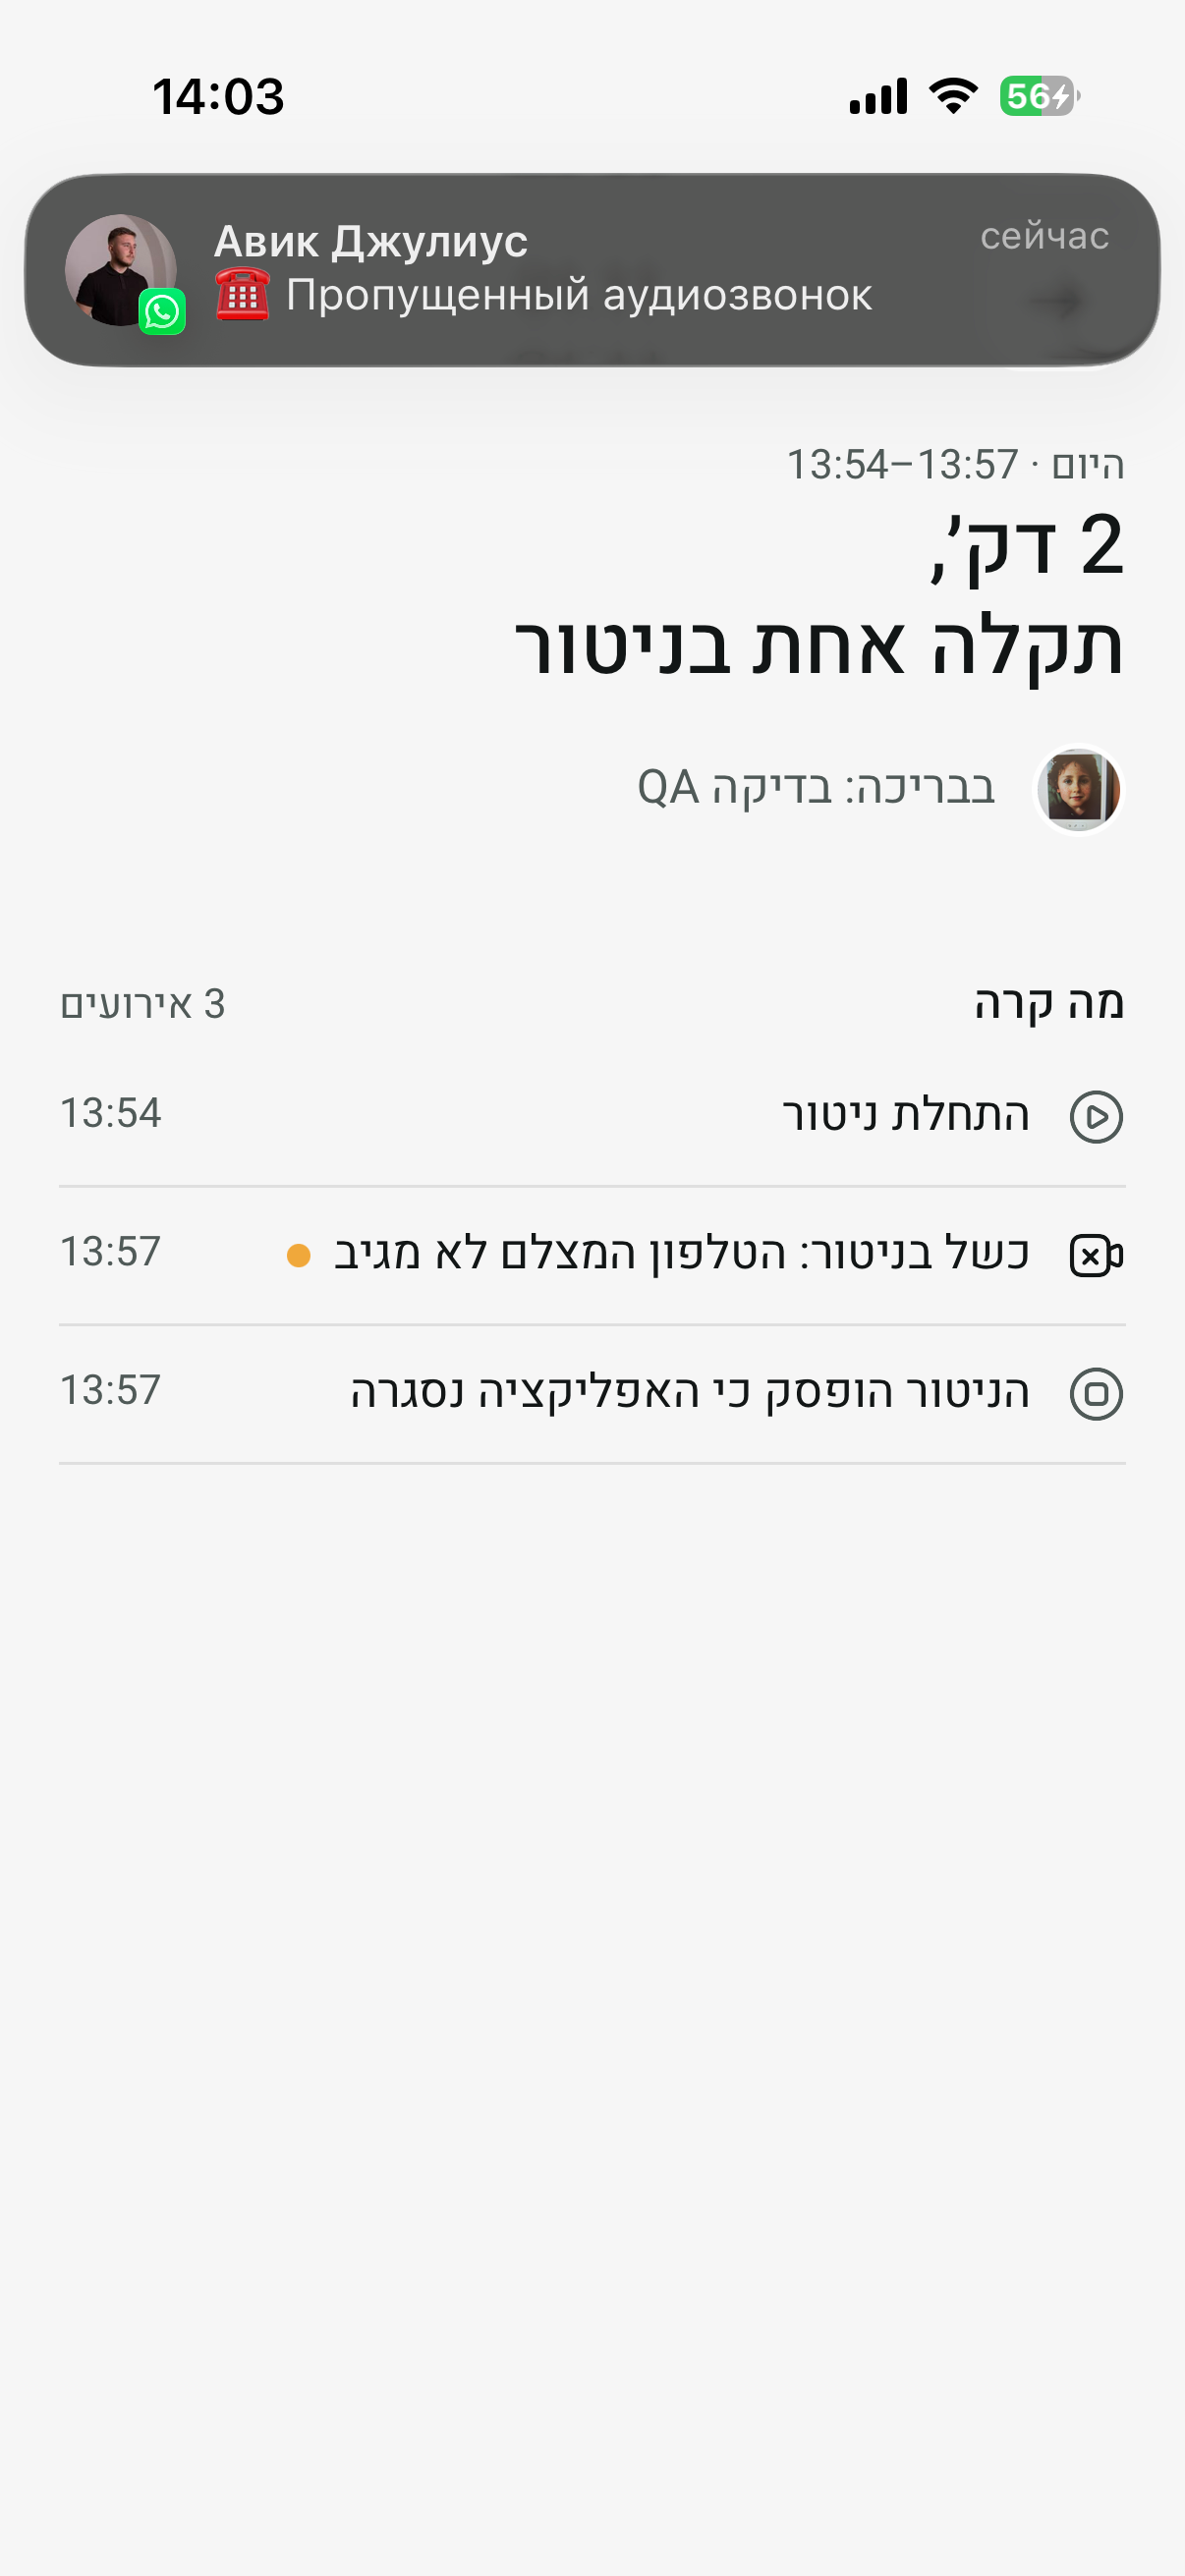 14:03
56
Авик Джулиус
сейчас
☎️ Пропущенный аудиозвонок
היום · 13:54–13:57
2 דק׳,
תקלה אחת בניטור
בבריכה: בדיקה QA
מה קרה
3 אירועים
התחלת ניטור
13:54
כשל בניטור: הטלפון המצלם לא מגיב
13:57
הניטור הופסק כי האפליקציה נסגרה
13:57